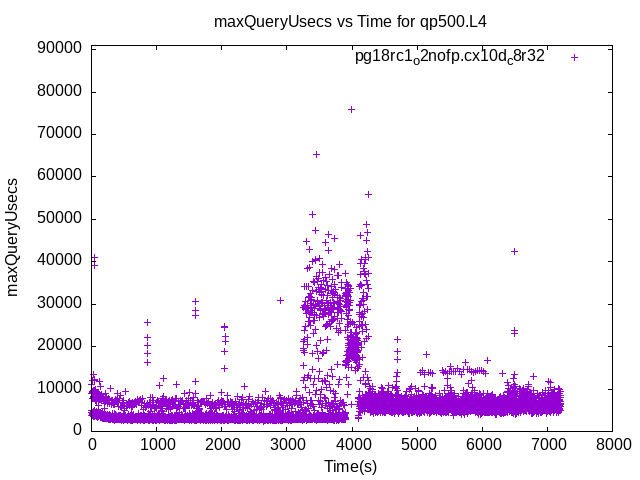 maxQueryUsecs vs Time for qp500.L4
pg18rc1ₒ2nofp.cx10d_c8r32
maxQueryUsecs
90000
80000
70000
60000
50000
40000
30000
20000
10000
0
0 1000 2000 3000 4000 5000 6000 7000 8000
Time(s)